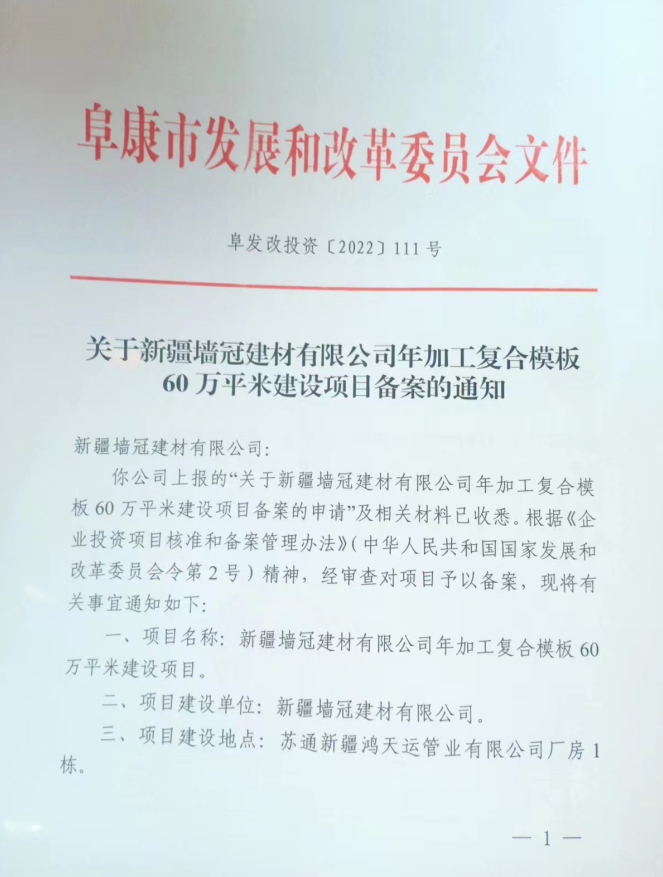 阜康市发展和改革委员会文件
阜发改投资〔2022〕111号
关于新疆墙冠建材有限公司年加工复合模板
60万平米建设项目备案的通知
新疆墙冠建材有限公司：
你公司上报的“关于新疆墙冠建材有限公司年加工复合模
板60万平米建设项目备案的申请”及相关材料已收悉。根据《企
业投资项目核准和备案管理办法》（中华人民共和国国家发展和
改革委员会令第2号）精神，经审查对项目予以备案，现将有
关事宜通知如下：
一、项目名称：新疆墙冠建材有限公司年加工复合模板60
万平米建设项目。
二、项目建设单位：新疆墙冠建材有限公司。
三、项目建设地点：苏通新疆鸿天运管业有限公司厂房1
栋。
— 1 —